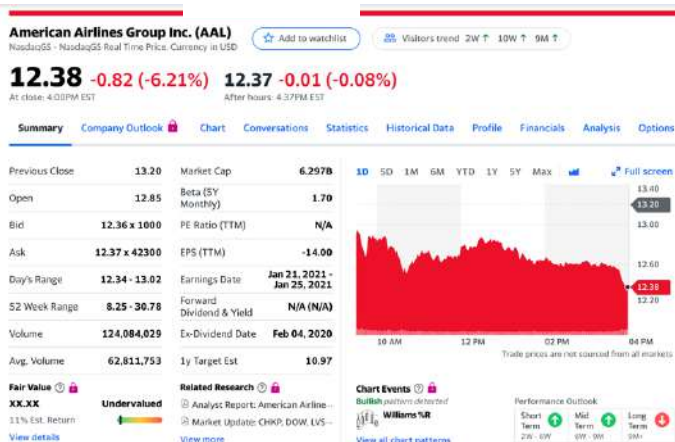 American Airlines Group Inc. (AAL)
NasdaqGS - NasdaqGS Real Time Price. Currency in USD
Add to watchlist
Visitors trend 2W ↑ 10W ↑ 9M ↑
12.38 -0.82 (-6.21%)
At close: 4:00PM EST
12.37 -0.01 (-0.08%)
After hours: 4:37PM EST
Summary Company Outlook Chart Conversations Statistics Historical Data Profile Financials Analysis Options
Previous Close 13.20
Open 12.85
Bid 12.36 x 1000
Ask 12.37 x 42300
Day's Range 12.34 - 13.02
52 Week Range 8.25 - 30.78
Volume 124,084,029
Avg. Volume 62,811,753
Market Cap 6.297B
Beta (5Y Monthly) 1.70
PE Ratio (TTM) N/A
EPS (TTM) -14.00
Earnings Date Jan 21, 2021 -
Jan 25, 2021
Forward
Dividend & Yield N/A (N/A)
Ex-Dividend Date Feb 04, 2020
1y Target Est 10.97
1D 5D 1M 6M YTD 1Y 5Y Max Full screen
13.40
13.20
13.00
12.60
12.38
12.20
10 AM 12 PM 02 PM 04 PM
Trade prices are not sourced from all markets
Fair Value
XX.XX Undervalued
11% Est. Return
View details
Related Research
Analyst Report: American Airline...
Market Update: CHKP, DOW, LVS...
View more
Chart Events
Bullish pattern detected
Williams %R
View all chart patterns
Performance Outlook
Short Term
2W - 6W
Mid Term
6W - 9M
Long Term
9M+